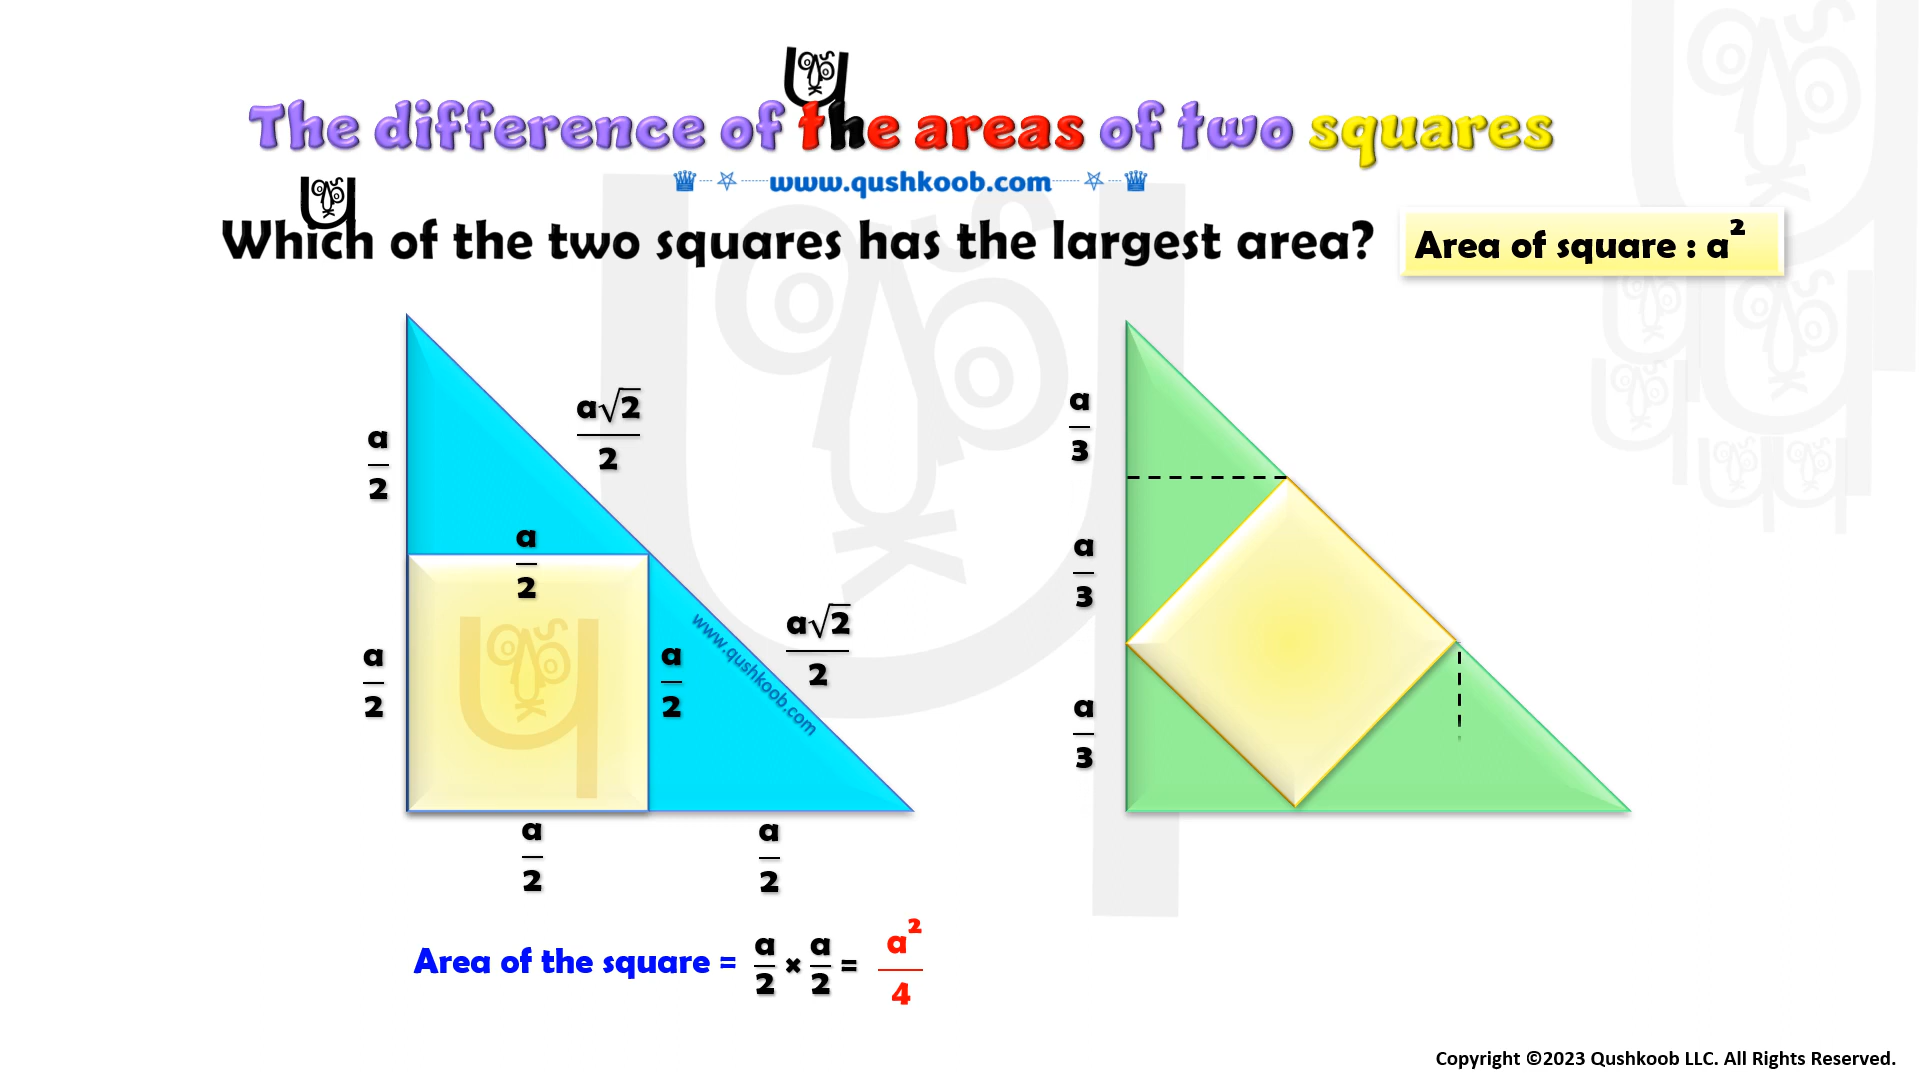 The difference of the areas of two squares
www.qushkoob.com
Which of the two squares has the largest area?
Area of square : a²
a√2/2
a/2
a/2
a√2/2
a/2
a/2
www.qushkoob.com
a/2
a/2
a/3
a/3
a/3
Area of the square = a/2 × a/2 = a²/4
Copyright ©2023 Qushkoob LLC. All Rights Reserved.